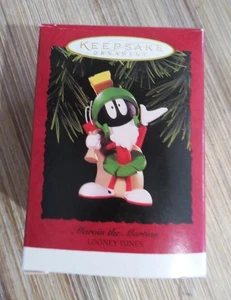 KEEPSAKE
ORNAMENT
Marvin the Martian
LOONEY TUNES